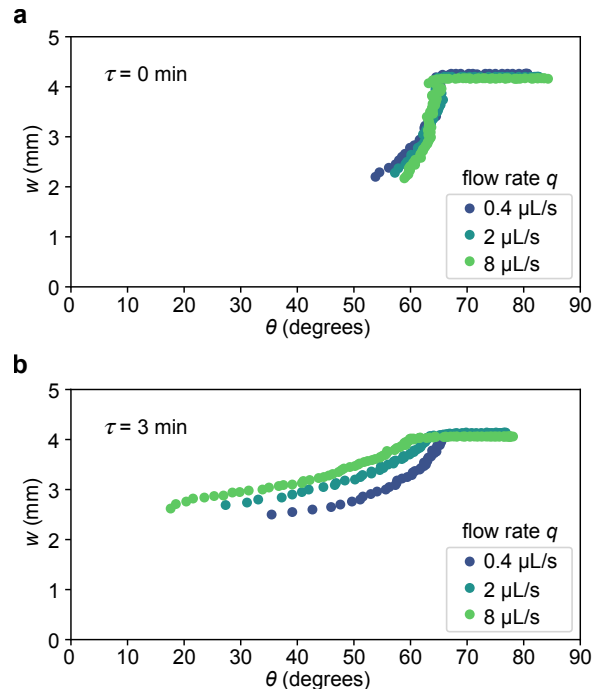 a
5
4
3
2
1
0
w (mm)
τ = 0 min
flow rate q
0.4 µL/s
2 µL/s
8 µL/s
0 10 20 30 40 50 60 70 80 90
θ (degrees)
b
5
4
3
2
1
0
w (mm)
τ = 3 min
flow rate q
0.4 µL/s
2 µL/s
8 µL/s
0 10 20 30 40 50 60 70 80 90
θ (degrees)